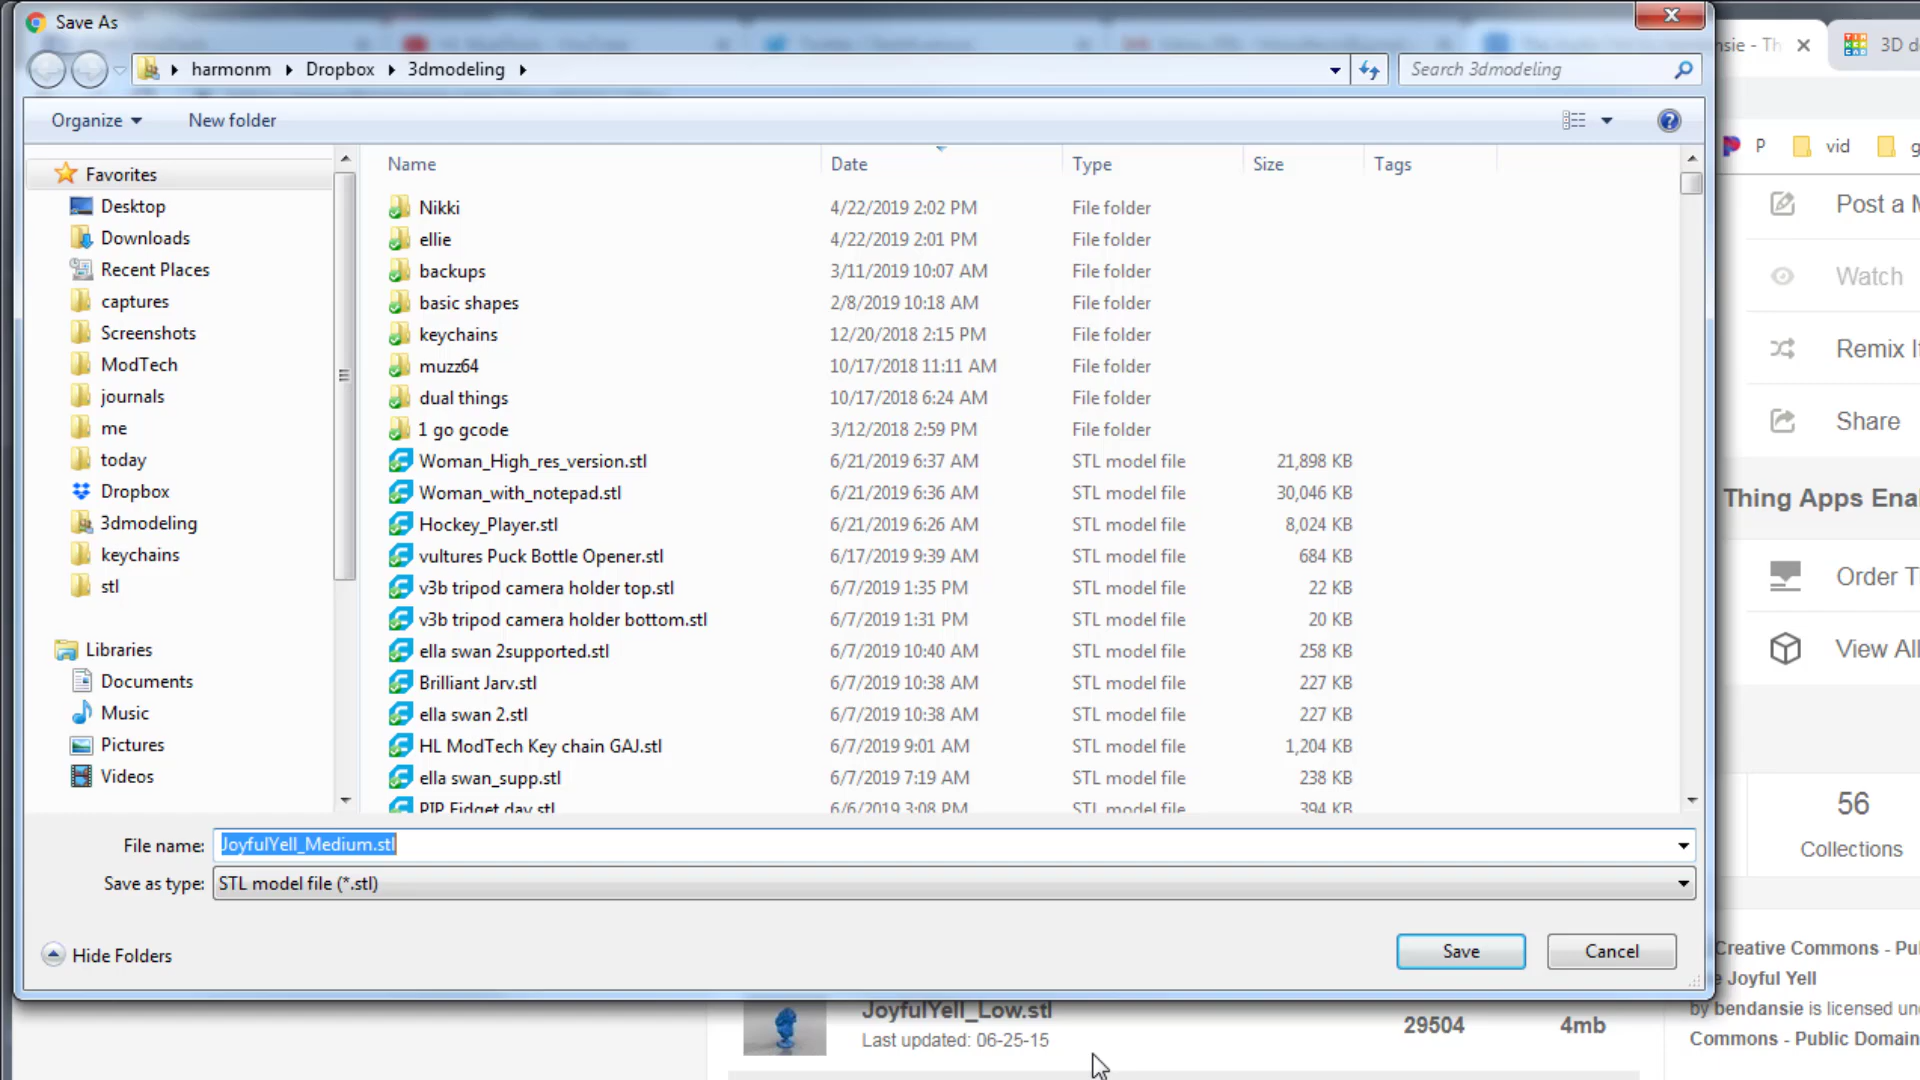 Save As
harmonm Dropbox 3dmodeling
Search 3dmodeling
nsie - Th
3D d
Organize
New folder
P vid g
Favorites
Desktop
Downloads
Recent Places
captures
Screenshots
ModTech
journals
me
today
Dropbox
3dmodeling
keychains
stl
Libraries
Documents
Music
Pictures
Videos
Name Date Type Size Tags
Nikki 4/22/2019 2:02 PM File folder
ellie 4/22/2019 2:01 PM File folder
backups 3/11/2019 10:07 AM File folder
basic shapes 2/8/2019 10:18 AM File folder
keychains 12/20/2018 2:15 PM File folder
muzz64 10/17/2018 11:11 AM File folder
dual things 10/17/2018 6:24 AM File folder
1 go gcode 3/12/2018 2:59 PM File folder
Woman_High_res_version.stl 6/21/2019 6:37 AM STL model file 21,898 KB
Woman_with_notepad.stl 6/21/2019 6:36 AM STL model file 30,046 KB
Hockey_Player.stl 6/21/2019 6:26 AM STL model file 8,024 KB
vultures Puck Bottle Opener.stl 6/17/2019 9:39 AM STL model file 684 KB
v3b tripod camera holder top.stl 6/7/2019 1:35 PM STL model file 22 KB
v3b tripod camera holder bottom.stl 6/7/2019 1:31 PM STL model file 20 KB
ella swan 2supported.stl 6/7/2019 10:40 AM STL model file 258 KB
Brilliant Jarv.stl 6/7/2019 10:38 AM STL model file 227 KB
ella swan 2.stl 6/7/2019 10:38 AM STL model file 227 KB
HL ModTech Key chain GAJ.stl 6/7/2019 9:01 AM STL model file 1,204 KB
ella swan_supp.stl 6/7/2019 7:19 AM STL model file 238 KB
PIP Fidget day.stl 6/6/2019 3:08 PM STL model file 394 KB
File name: JoyfulYell_Medium.stl
Save as type: STL model file (*.stl)
Hide Folders
Save
Cancel
Post a M
Watch
Remix I
Share
Thing Apps Ena
Order T
View All
56
Collections
Creative Commons - Pu
e Joyful Yell
by bendansie is licensed un
Commons - Public Domain
JoyfulYell_Low.stl
Last updated: 06-25-15
29504
4mb